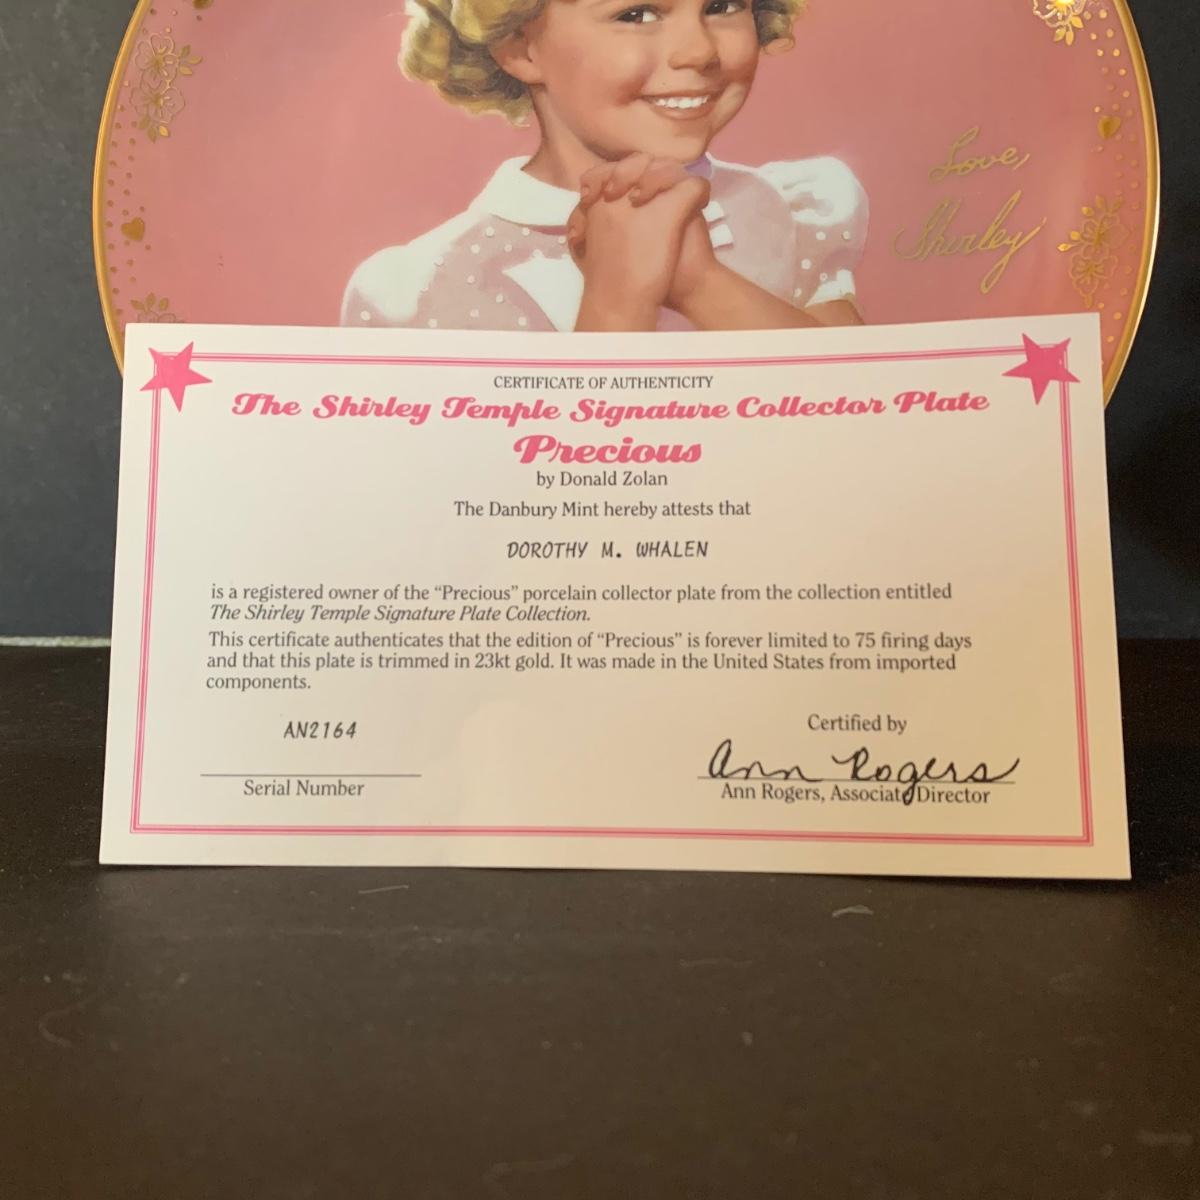 Love,
Shirley
CERTIFICATE OF AUTHENTICITY
The Shirley Temple Signature Collector Plate
Precious
by Donald Zolan
The Danbury Mint hereby attests that
DOROTHY M. WHALEN
is a registered owner of the “Precious” porcelain collector plate from the collection entitled
The Shirley Temple Signature Plate Collection.
This certificate authenticates that the edition of “Precious” is forever limited to 75 firing days
and that this plate is trimmed in 23kt gold. It was made in the United States from imported
components.
AN2164
Serial Number
Certified by
Ann Rogers
Ann Rogers, Associate Director